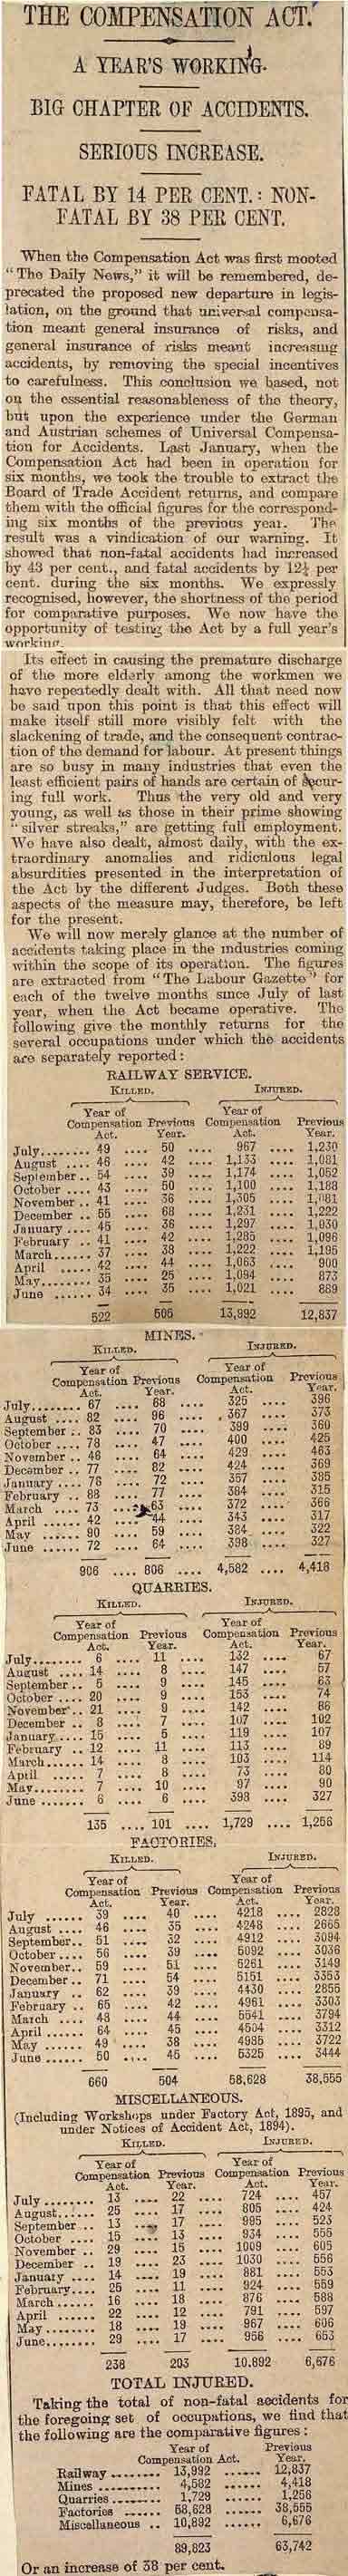 THE COMPENSATION ACT.
A YEAR'S WORKING.
BIG CHAPTER OF ACCIDENTS.
SERIOUS INCREASE.
FATAL BY 14 PER CENT.: NON-
FATAL BY 38 PER CENT.
When the Compensation Act was first mooted
"The Daily News," it will be remembered, de-
precated the proposed new departure in legis-
lation, on the ground that universal compensa-
tion meant general insurance of risks, and
general insurance of risks meant increasing
accidents, by removing the special incentives
to carefulness. This conclusion we based, not
on the essential reasonableness of the theory,
but upon the experience under the German
and Austrian schemes of Universal Compensa-
tion for Accidents. Last January, when the
Compensation Act had been in operation for
six months, we took the trouble to extract the
Board of Trade Accident returns, and compare
them with the official figures for the correspond-
ing six months of the previous year. The
result was a vindication of our warning. It
showed that non-fatal accidents had increased
by 43 per cent., and fatal accidents by 12½ per
cent. during the six months. We expressly
recognised, however, the shortness of the period
for comparative purposes. We now have the
opportunity of testing the Act by a full year's
working.
Its effect in causing the premature discharge
of the more elderly among the workmen we
have repeatedly dealt with. All that need now
be said upon this point is that this effect will
make itself still more visibly felt with the
slackening of trade, and the consequent contrac-
tion of the demand for labour. At present things
are so busy in many industries that even the
least efficient pairs of hands are certain of secur-
ing full work. Thus the very old and very
young, as well as those in their prime showing
"silver streaks," are getting full employment.
We have also dealt, almost daily, with the ex-
traordinary anomalies and ridiculous legal
absurdities presented in the interpretation of
the Act by the different Judges. Both these
aspects of the measure may, therefore, be left
for the present.
We will now merely glance at the number of
accidents taking place in the industries coming
within the scope of its operation. The figures
are extracted from "The Labour Gazette" for
each of the twelve months since July of last
year, when the Act became operative. The
following give the monthly returns for the
several occupations under which the accidents
are separately reported:
RAILWAY SERVICE.
KILLED. INJURED.
Year of Year of
Compensation Previous Compensation Previous
Act. Year. Act. Year.
July........ 49 .... 50 .... 967 .... 1,230
August .... 46 .... 42 .... 1,133 .... 1,081
September .. 54 .... 39 .... 1,174 .... 1,052
October .... 43 .... 50 .... 1,100 .... 1,188
November .. 41 .... 36 .... 1,305 .... 1,081
December .. 55 .... 68 .... 1,231 .... 1,222
January .... 45 .... 36 .... 1,297 .... 1,030
February .. 41 .... 42 .... 1,285 .... 1,096
March...... 37 .... 38 .... 1,222 .... 1,195
April ...... 42 .... 44 .... 1,063 .... 900
May........ 35 .... 25 .... 1,094 .... 873
June ...... 34 .... 35 .... 1,021 .... 889
522 505 13,992 12,837
MINES.
KILLED. INJURED.
Year of Year of
Compensation Previous Compensation Previous
Act. Year. Act. Year.
July........ 67 .... 68 .... 325 .... 396
August .... 82 .... 96 .... 367 .... 373
September .. 83 .... 70 .... 399 .... 360
October .... 78 .... 47 .... 400 .... 425
November .. 48 .... 64 .... 429 .... 463
December .. 77 .... 82 .... 424 .... 369
January .... 76 .... 72 .... 357 .... 385
February .. 88 .... 77 .... 384 .... 315
March .... 73 .... 63 .... 372 .... 366
April ...... 42 .... 44 .... 343 .... 317
May ...... 90 .... 59 .... 384 .... 322
June ...... 72 .... 64 .... 398 .... 327
906 .... 806 .... 4,582 .... 4,418
QUARRIES.
KILLED. INJURED.
Year of Year of
Compensation Previous Compensation Previous
Act. Year. Act. Year.
July........ 6 .... 11 .... 132 .... 67
August .... 14 .... 8 .... 147 .... 57
September .. 5 .... 9 .... 145 .... 63
October .... 20 .... 9 .... 153 .... 74
November .. 21 .... 9 .... 142 .... 86
December .. 8 .... 7 .... 107 .... 102
January .... 15 .... 5 .... 119 .... 107
February .. 12 .... 11 .... 113 .... 89
March...... 14 .... 8 .... 103 .... 114
April ...... 7 .... 8 .... 73 .... 80
May........ 7 .... 10 .... 97 .... 90
June ...... 6 .... 6 .... 398 .... 327
135 .... 101 .... 1,729 .... 1,256
FACTORIES.
KILLED. INJURED.
Year of Year of
Compensation Previous Compensation Previous
Act. Year. Act. Year.
July ...... 39 .... 40 .... 4218 .... 2828
August .... 46 .... 35 .... 4248 .... 2665
September.. 51 .... 32 .... 4912 .... 3094
October .... 56 .... 39 .... 5092 .... 3036
November.. 59 .... 51 .... 5261 .... 3149
December.. 71 .... 54 .... 5151 .... 3353
January .. 62 .... 39 .... 4430 .... 2855
February .. 65 .... 42 .... 4961 .... 3303
March .... 48 .... 44 .... 5541 .... 3794
April ...... 64 .... 45 .... 4504 .... 3312
May ...... 49 .... 38 .... 4985 .... 3722
June...... 50 .... 45 .... 5325 .... 3444
660 504 58,628 38,555
MISCELLANEOUS.
(Including Workshops under Factory Act, 1895, and
under Notices of Accident Act, 1894).
KILLED. INJURED.
Year of Year of
Compensation Previous Compensation Previous
Act. Year. Act. Year.
July ...... 13 .... 22 .... 724 .... 457
August .... 25 .... 17 .... 805 .... 424
September .. 13 .... 17 .... 995 .... 523
October .... 15 .... 13 .... 934 .... 555
November .. 29 .... 15 .... 1009 .... 605
December .. 19 .... 23 .... 1030 .... 556
January .... 14 .... 19 .... 881 .... 553
February.... 25 .... 11 .... 924 .... 559
March...... 16 .... 18 .... 876 .... 588
April ...... 22 .... 12 .... 791 .... 597
May........ 18 .... 19 .... 967 .... 606
June...... 29 .... 17 .... 956 .... 653
238 203 10,892 6,676
TOTAL INJURED.
Taking the total of non-fatal accidents for
the foregoing set of occupations, we find that
the following are the comparative figures:
Year of Previous
Compensation Act. Year.
Railway........ 13,992 ...... 12,837
Mines .......... 4,582 ...... 4,418
Quarries ........ 1,729 ...... 1,256
Factories ...... 58,628 ...... 38,555
Miscellaneous .. 10,892 ...... 6,676
89,823 63,742
Or an increase of 38 per cent.